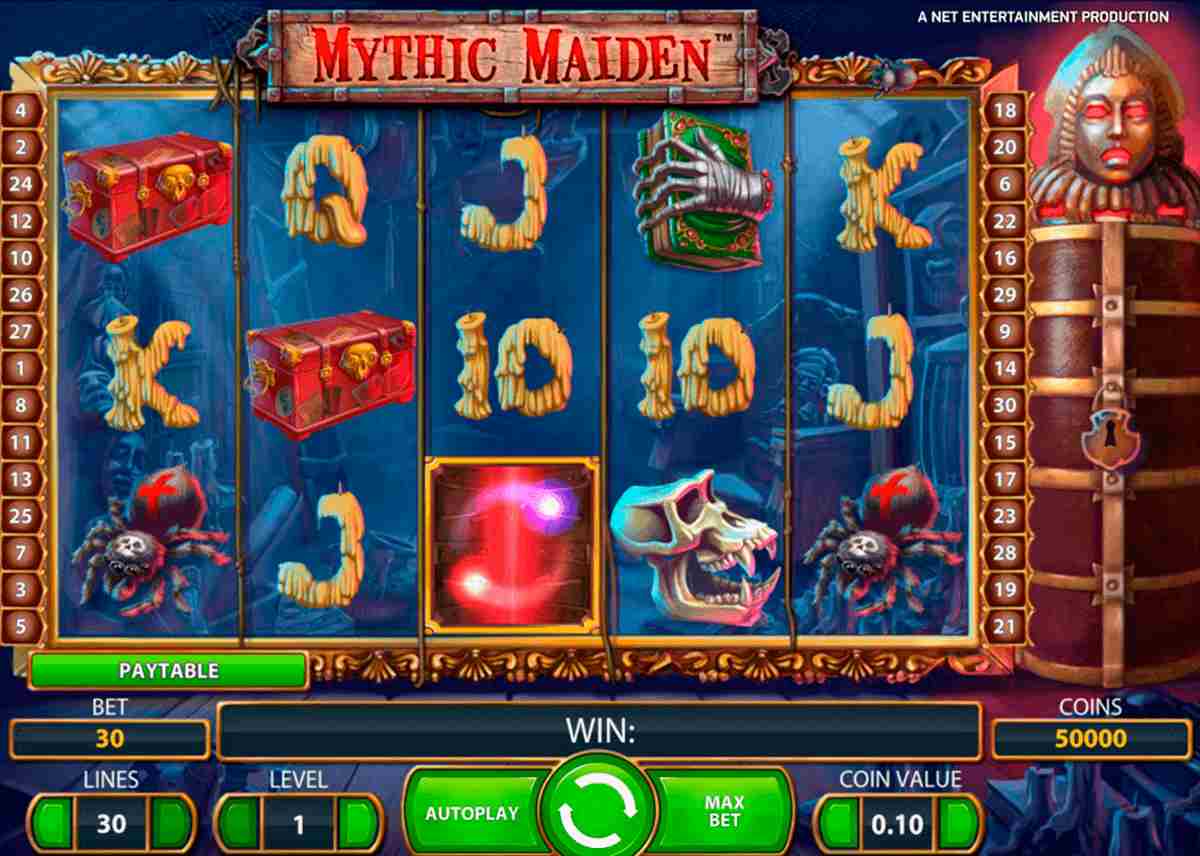 A NET ENTERTAINMENT PRODUCTION
MYTHIC MAIDEN™
4
2
24
12
10
26
27
1
8
11
13
25
7
3
5
Q J K
K 10 10 J
J
18
20
6
22
16
29
9
14
30
15
17
23
28
19
21
PAYTABLE
BET
30
WIN:
COINS
50000
LINES
30
LEVEL
1
AUTOPLAY
MAX
BET
COIN VALUE
0.10